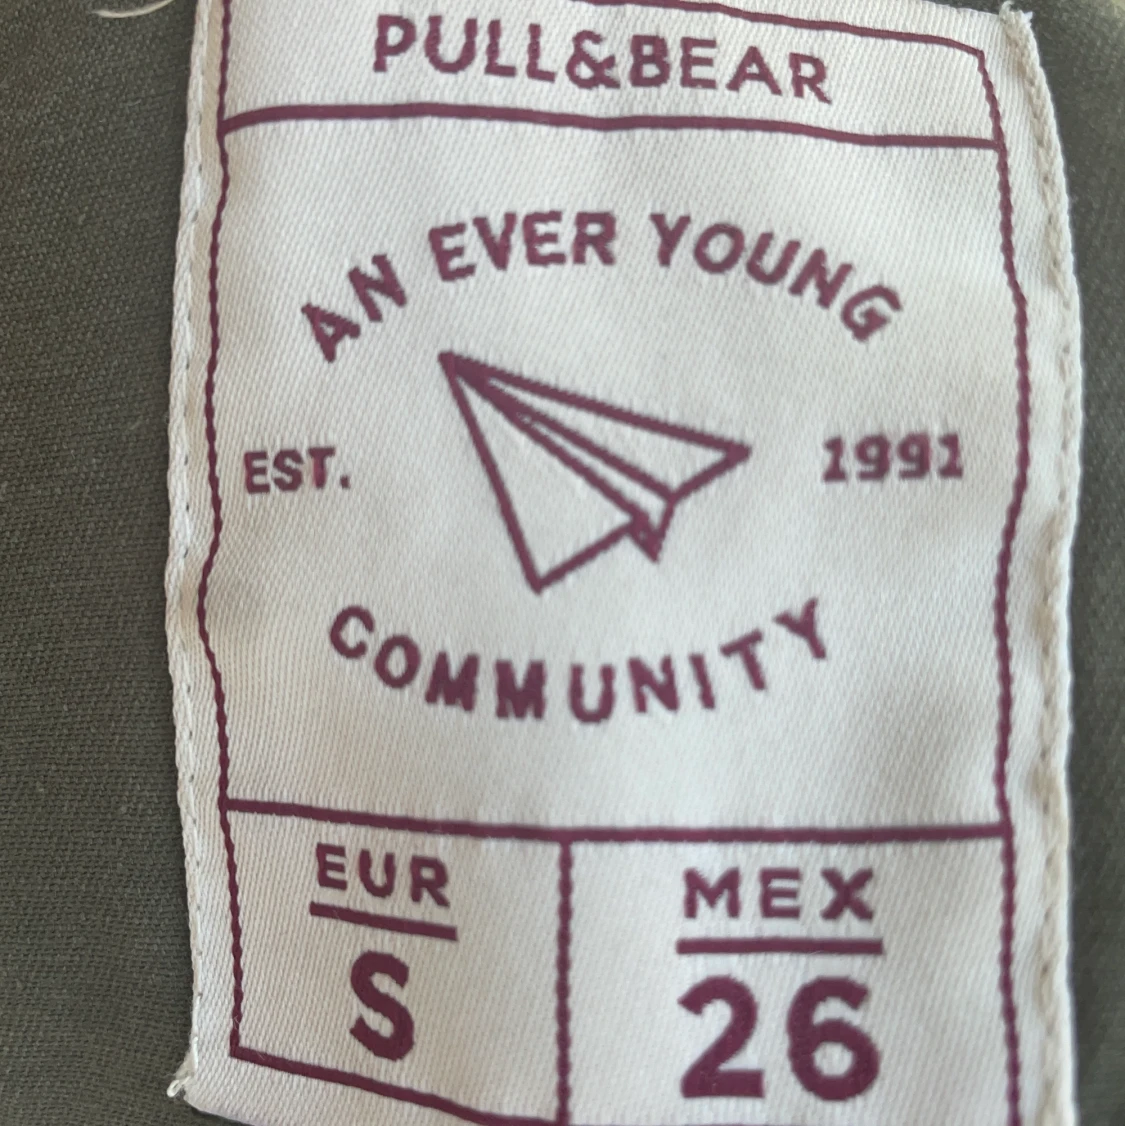 PULL&BEAR
AN EVER YOUNG
EST. 1991
COMMUNITY
EUR MEX
S 26